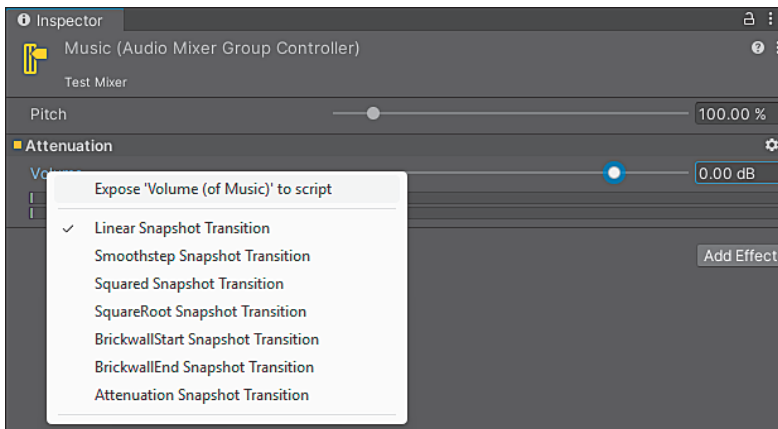 Inspector
Music (Audio Mixer Group Controller)
Test Mixer
Pitch
100.00 %
Attenuation
0.00 dB
Expose 'Volume (of Music)' to script
Linear Snapshot Transition
Smoothstep Snapshot Transition
Squared Snapshot Transition
SquareRoot Snapshot Transition
BrickwallStart Snapshot Transition
BrickwallEnd Snapshot Transition
Attenuation Snapshot Transition
Add Effect